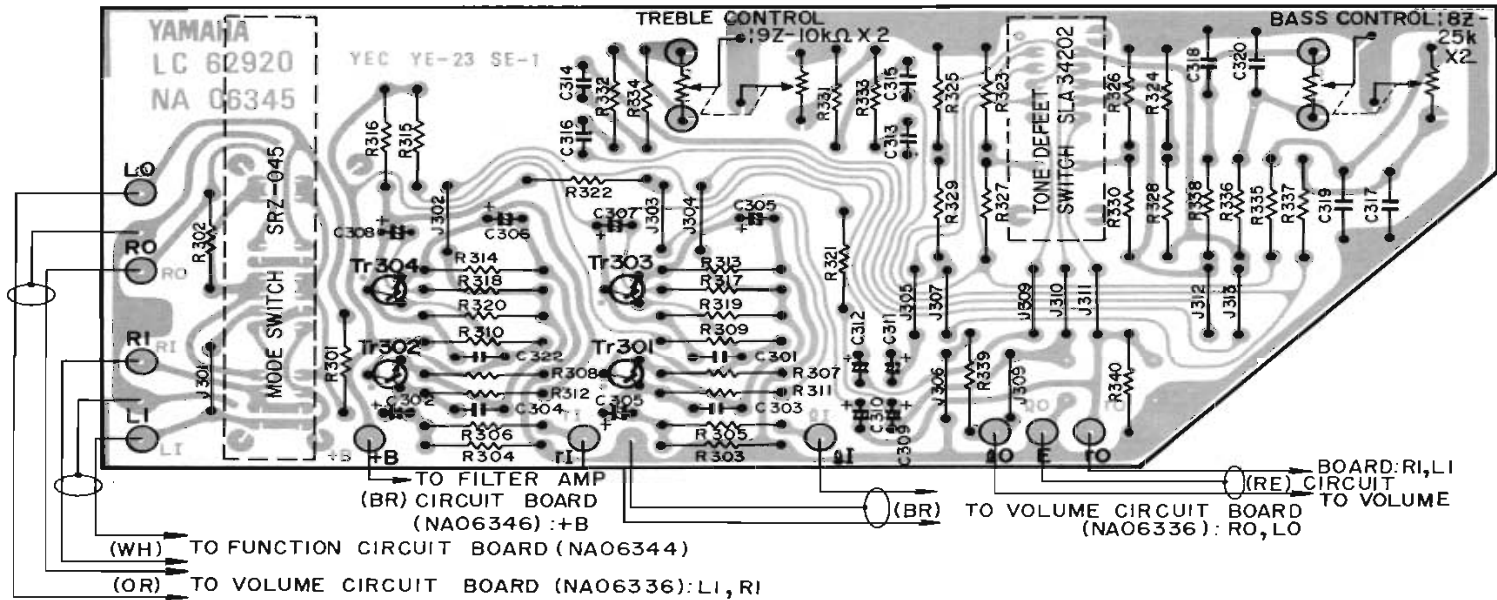 YAMAHA
LC 62920
NA 06345
YEC YE-23 SE-1
TREBLE CONTROL
19Z-10kΩ X 2
BASS CONTROL:18Z-
25k
X2
MODE SWITCH SRZ-045
TONE DEFEET
SWITCH SLA 34202
C314
R332
R334
C316
R331
R333
C315
C313
R325
R323
R326
R324
C318
C320
R316
R315
LO
R302
RO
RO
RI
RI
J301
LI
LI
R322
J302
C308
C306
C307
J303
J304
C305
R321
R329
R327
R330
R328
R338
R336
R335
R337
C319
C317
Tr304
R314
R318
R320
R310
Tr303
R313
R317
R319
R309
J305
J307
J309
J310
J311
J312
J313
R301
Tr302
C322
R308
R312
C304
R306
R304
Tr301
C301
R307
R311
C303
C305
R305
R303
C312
C311
C310
C309
J306
R339
J309
R340
+B
+B
rI
E
rO
TO FILTER AMP
(BR) CIRCUIT BOARD
(NA06346):+B
(BR)
TO VOLUME CIRCUIT BOARD
(NA06336): RO, LO
BOARD:RI,LI
(RE) CIRCUIT
TO VOLUME
(WH) TO FUNCTION CIRCUIT BOARD (NA06344)
(OR) TO VOLUME CIRCUIT BOARD (NA06336):LI, RI